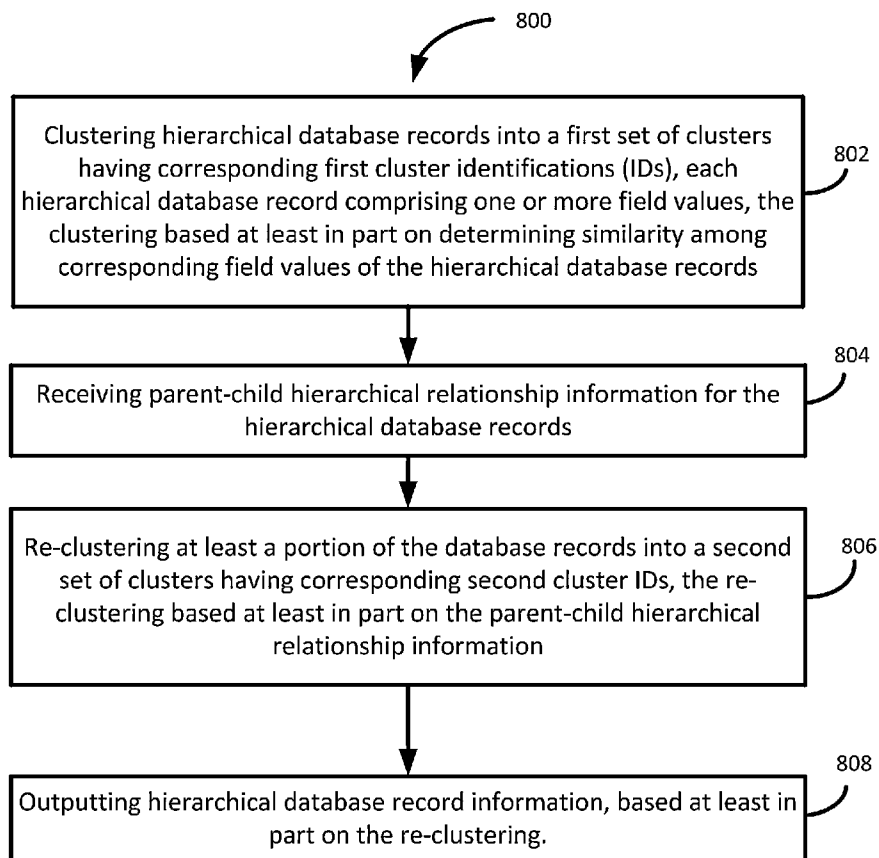 800
Clustering hierarchical database records into a first set of clusters
having corresponding first cluster identifications (IDs), each
hierarchical database record comprising one or more field values, the
clustering based at least in part on determining similarity among
corresponding field values of the hierarchical database records
802
Receiving parent-child hierarchical relationship information for the
hierarchical database records
804
Re-clustering at least a portion of the database records into a second
set of clusters having corresponding second cluster IDs, the re-
clustering based at least in part on the parent-child hierarchical
relationship information
806
Outputting hierarchical database record information, based at least in
part on the re-clustering.
808